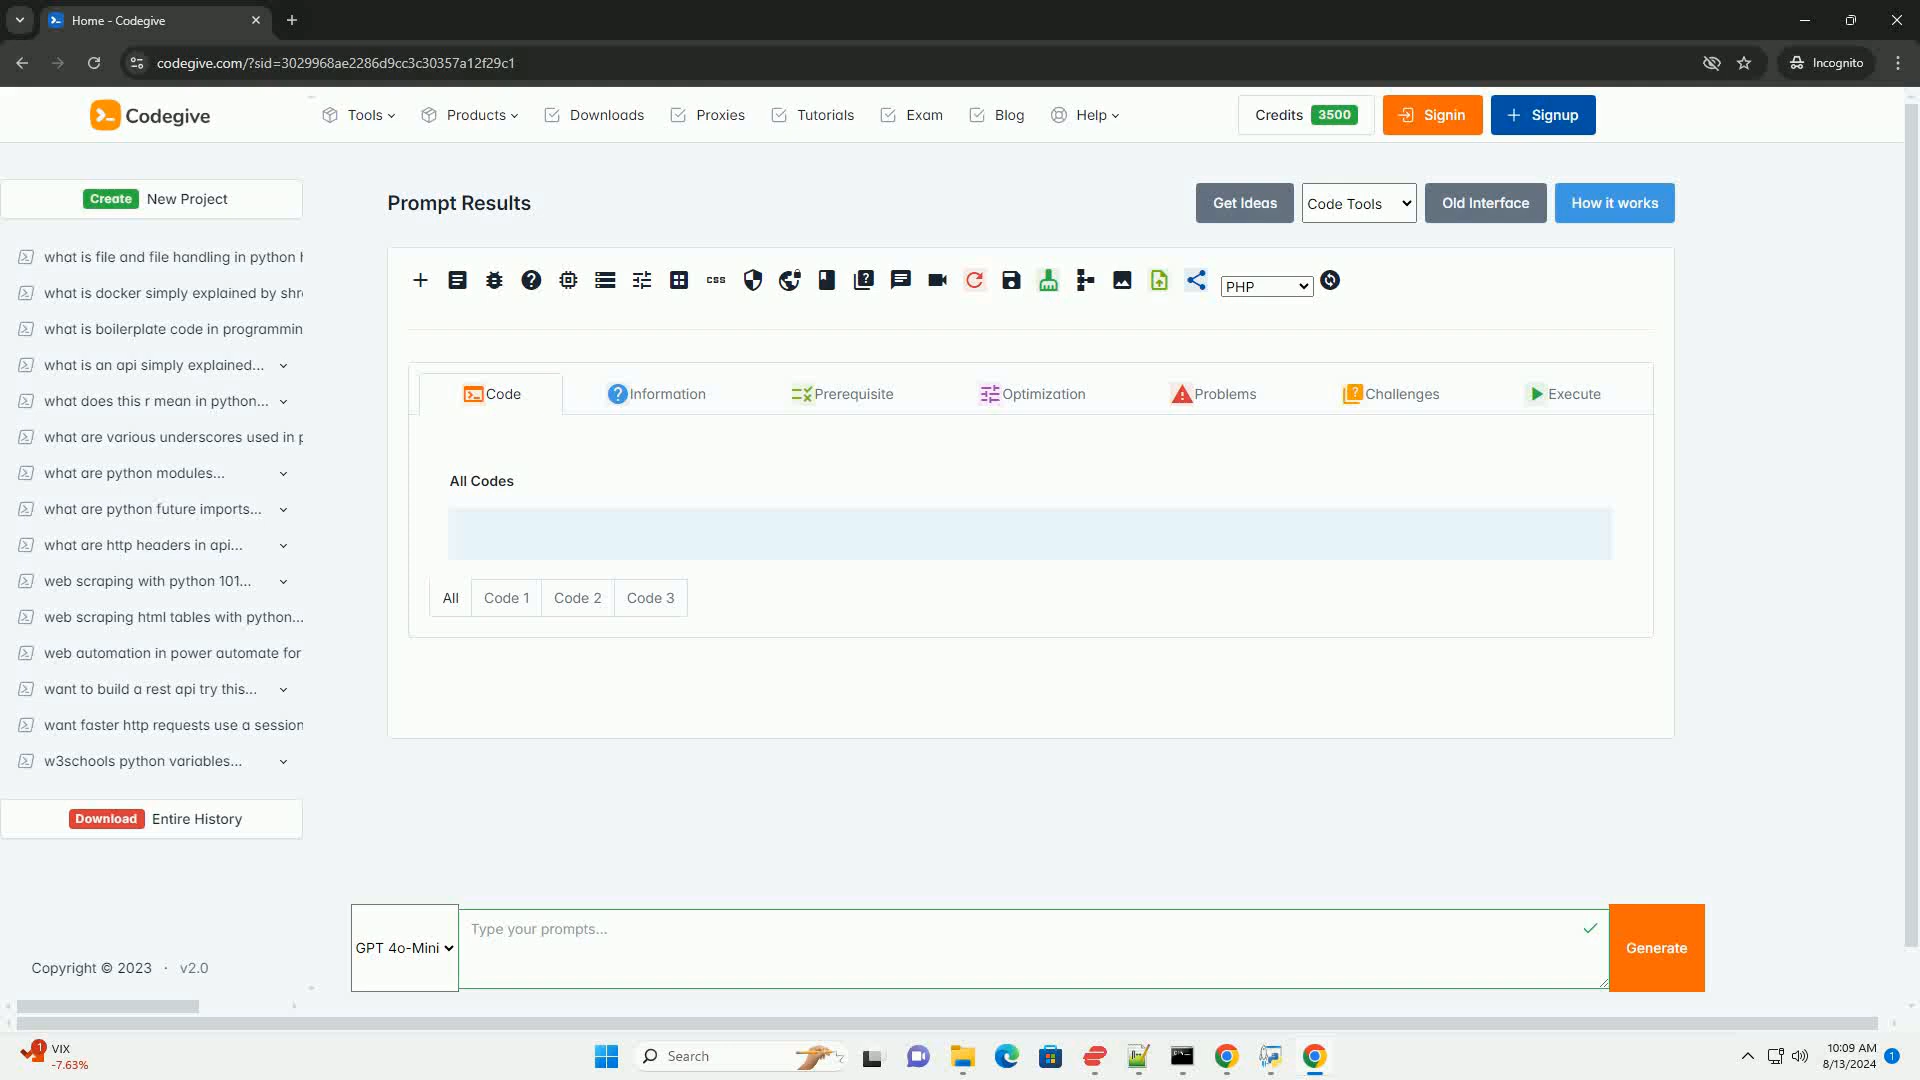 Home - Codegive
codegive.com/?sid=3029968ae2286d9cc3c30357a12f29c1
Incognito
Codegive
Tools
Products
Downloads
Proxies
Tutorials
Exam
Blog
Help
Credits 3500
Signin
Signup
Create New Project
what is file and file handling in python h
what is docker simply explained by shre
what is boilerplate code in programmin
what is an api simply explained...
what does this r mean in python...
what are various underscores used in p
what are python modules...
what are python future imports...
what are http headers in api...
web scraping with python 101...
web scraping html tables with python...
web automation in power automate for
want to build a rest api try this...
want faster http requests use a session
w3schools python variables...
Download Entire History
Copyright © 2023 · v2.0
Prompt Results
Get Ideas
Code Tools
Old Interface
How it works
css
PHP
Code
Information
Prerequisite
Optimization
Problems
Challenges
Execute
All Codes
All
Code 1
Code 2
Code 3
GPT 4o-Mini
Type your prompts...
Generate
1
VIX
-7.63%
Search
10:09 AM
8/13/2024
1